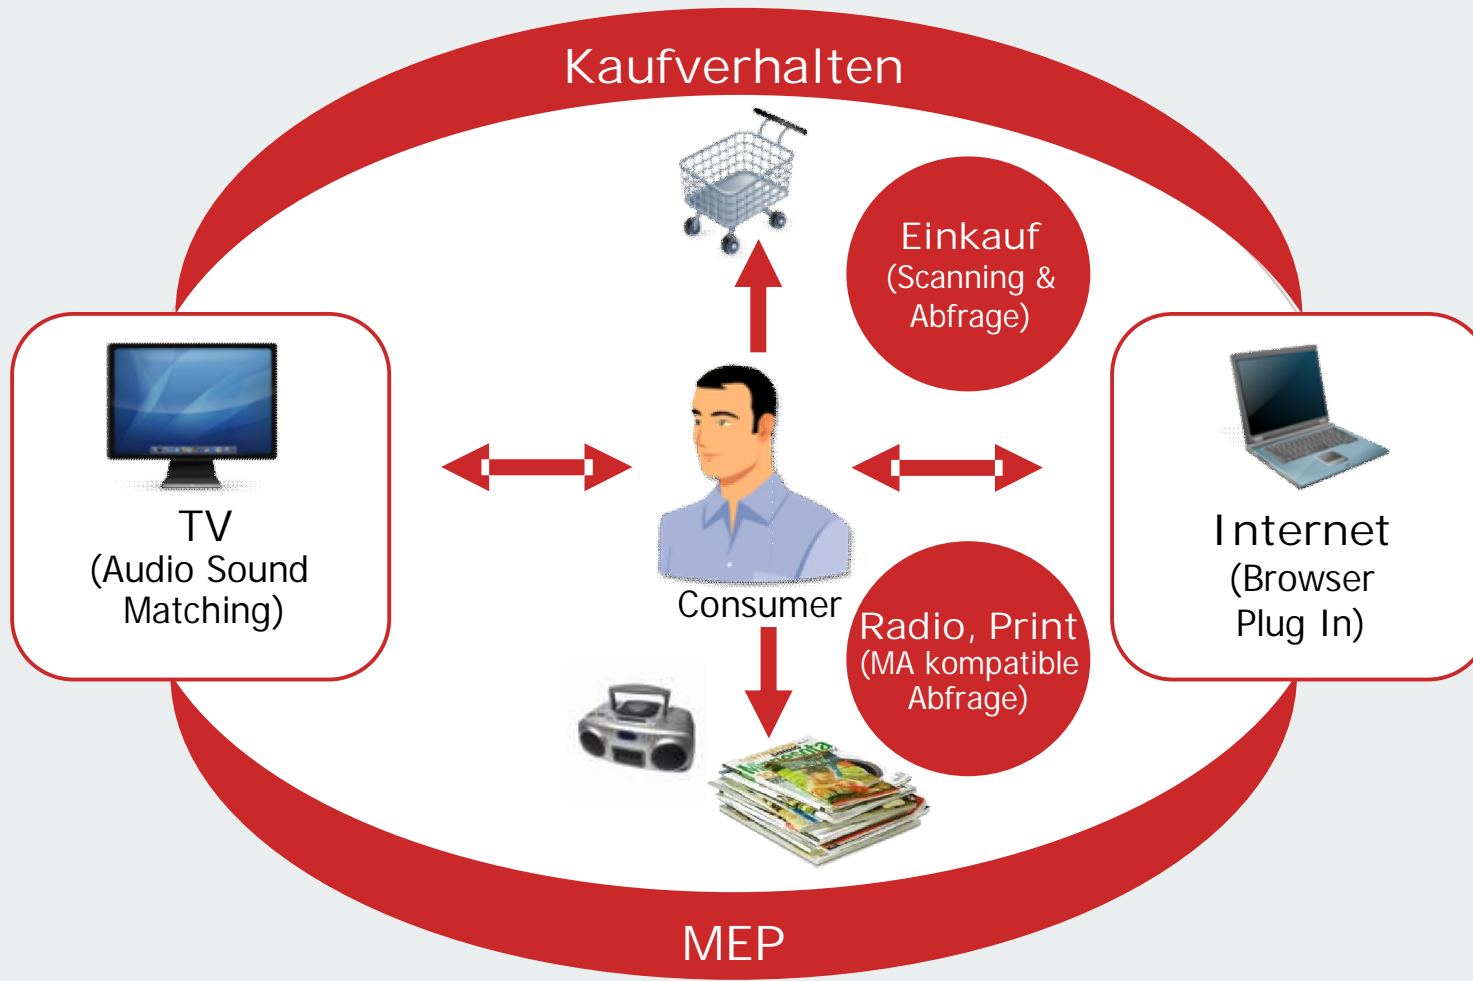 Kaufverhalten
Einkauf
(Scanning &
Abfrage)
TV
(Audio Sound
Matching)
Consumer
Internet
(Browser
Plug In)
Radio, Print
(MA kompatible
Abfrage)
MEP